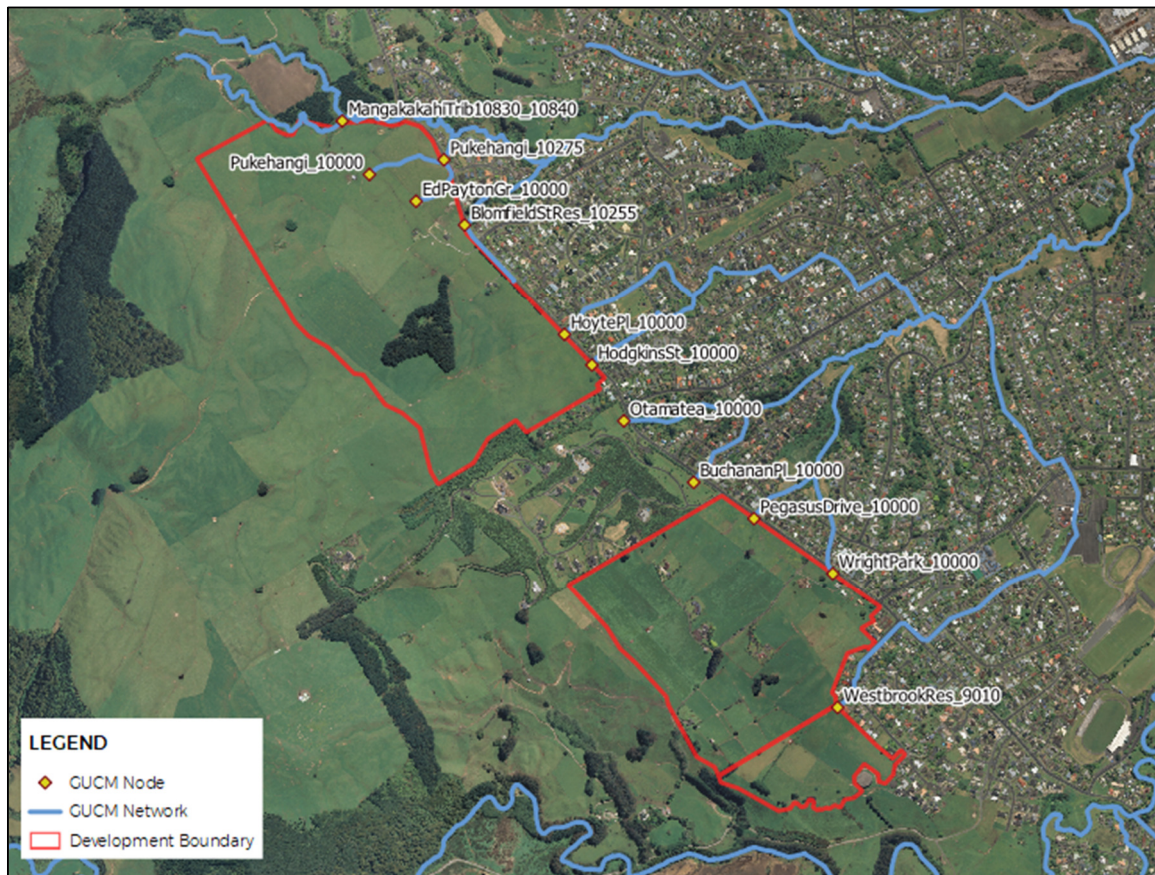 MangakakahiTrib10830_10840
Pukehangi_10275
Pukehangi_10000
EdPaytonGr_10000
BlomfieldStRes_10255
HoytePl_10000
HodgkinsSt_10000
Otamatea_10000
BuchananPl_10000
PegasusDrive_10000
WrightPark_10000
WestbrookRes_9010
LEGEND
GUCM Node
GUCM Network
Development Boundary